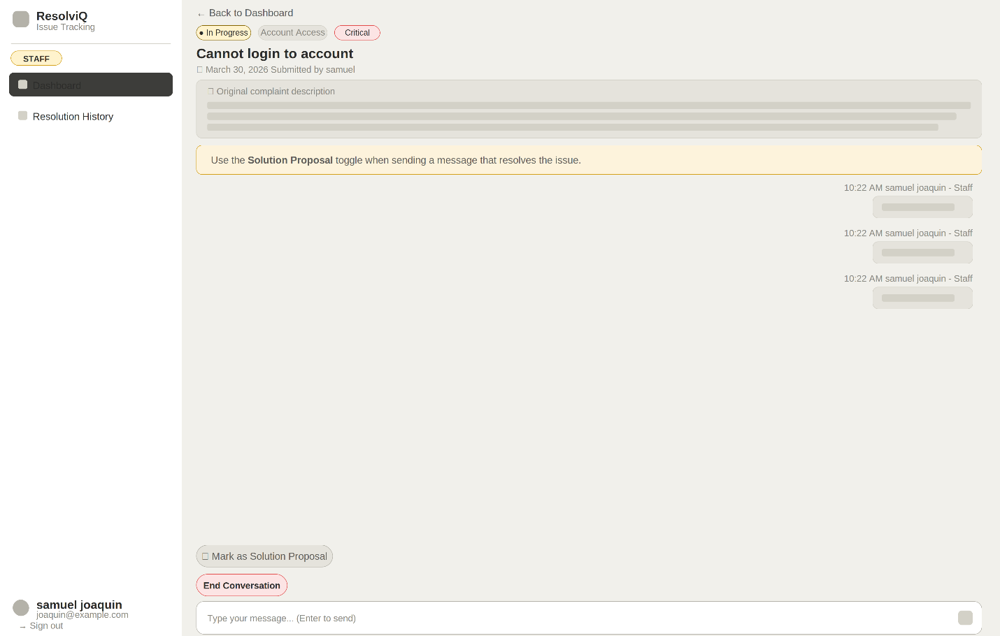 ResolviQ
Issue Tracking
STAFF
Dashboard
Resolution History
samuel joaquin
joaquin@example.com
→ Sign out
← Back to Dashboard
● In Progress
Account Access
Critical
Cannot login to account
March 30, 2026 Submitted by samuel
Original complaint description
Use the Solution Proposal toggle when sending a message that resolves the issue.
10:22 AM samuel joaquin - Staff
10:22 AM samuel joaquin - Staff
10:22 AM samuel joaquin - Staff
Mark as Solution Proposal
End Conversation
Type your message... (Enter to send)